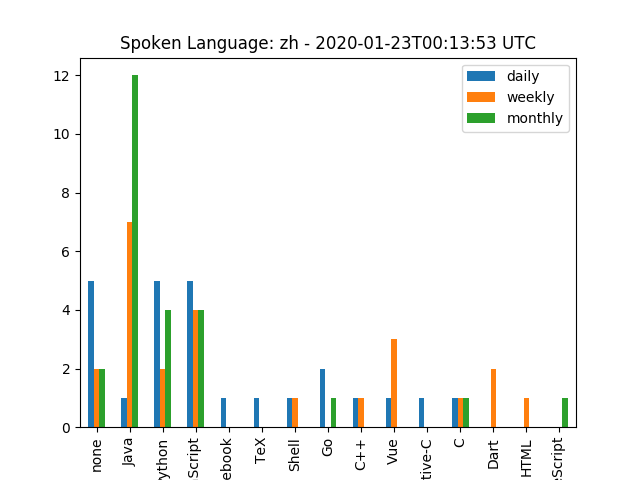 Spoken Language: zh - 2020-01-23T00:13:53 UTC
daily
weekly
monthly
12
10
8
6
4
2
0
none
Java
ython
Script
ebook
TeX
Shell
Go
C++
Vue
tive-C
C
Dart
HTML
eScript